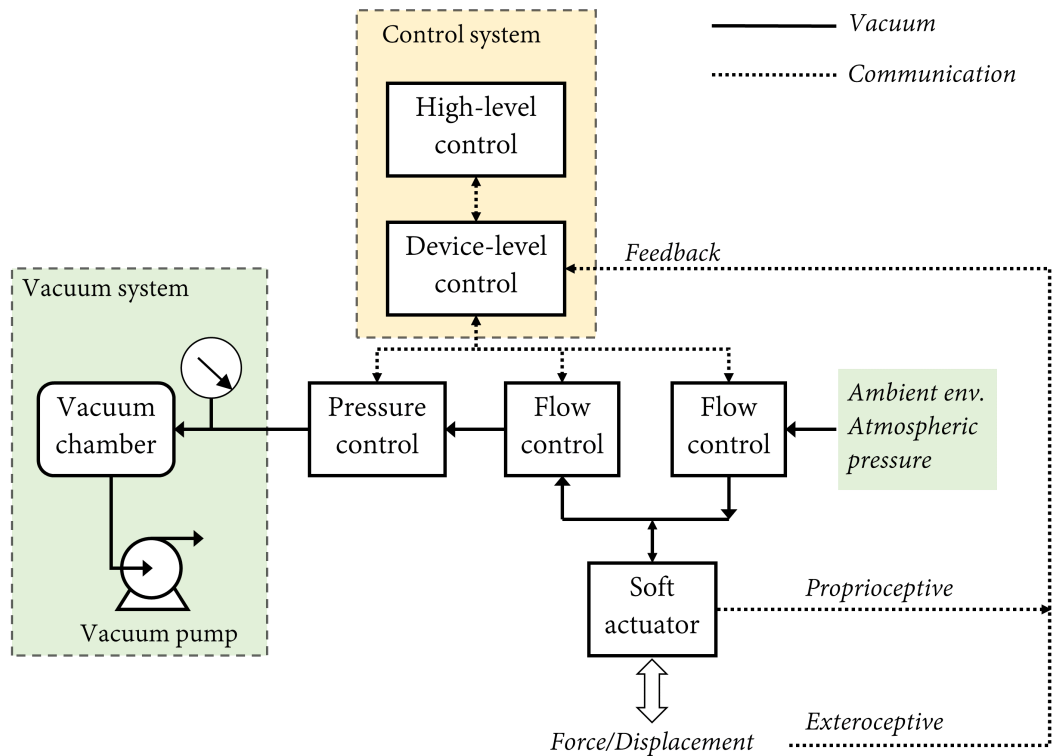 Control system
Vacuum
Communication
High-level
control
Device-level
control
Feedback
Vacuum system
Vacuum
chamber
Pressure
control
Flow
control
Flow
control
Ambient env.
Atmospheric
pressure
Soft
actuator
Proprioceptive
Vacuum pump
Exteroceptive
Force/Displacement